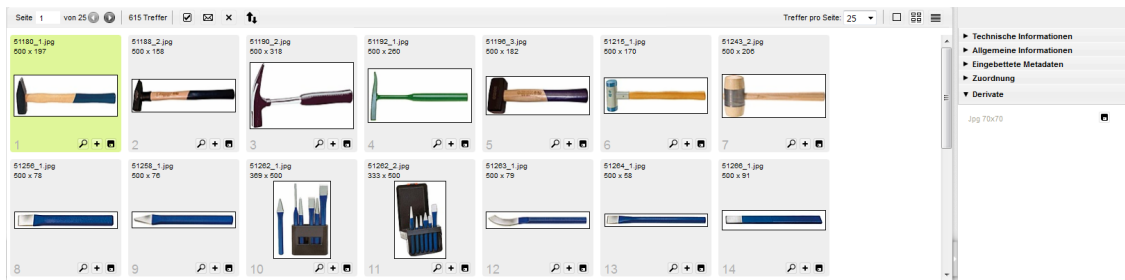 Seite 1 von 25 615 Treffer Treffer pro Seite: 25
51180_1.jpg
500 x 197
1
51188_2.jpg
500 x 158
2
51190_2.jpg
500 x 318
3
51192_1.jpg
500 x 260
4
51196_3.jpg
500 x 182
5
51215_1.jpg
500 x 170
6
51243_2.jpg
500 x 206
7
51256_1.jpg
500 x 78
8
51258_1.jpg
500 x 76
9
51262_1.jpg
369 x 500
10
51262_2.jpg
333 x 500
11
51263_1.jpg
500 x 79
12
51264_1.jpg
500 x 58
13
51266_1.jpg
500 x 91
14
Technische Informationen
Allgemeine Informationen
Eingebettete Metadaten
Zuordnung
Derivate
Jpg 70x70